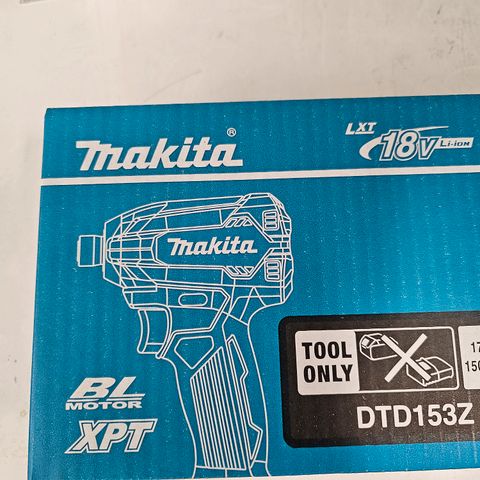 makita®
LXT
18V Li-ion
makita
TOOL
ONLY
BL
MOTOR
XPT
DTD153Z